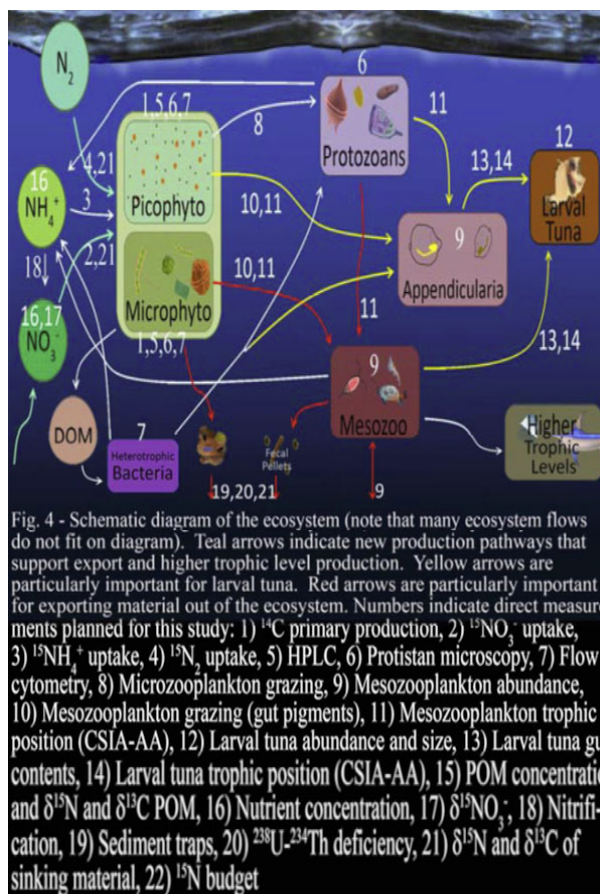 N2
6
1,5,6,7
8
11
12
4,21
16
NH4+
3
Picophyto
Protozoans
13,14
10,11
Larval
Tuna
2,21
18↓
9
Appendicularia
16,17
NO3-
Microphyto
10,11
1,5,6,7
11
13,14
9
Mesozoo
DOM
7
Heterotrophic
Bacteria
Fecal
Pellets
Higher
Trophic
Levels
19,20,21
9
Fig. 4 - Schematic diagram of the ecosystem (note that many ecosystem flows
do not fit on diagram). Teal arrows indicate new production pathways that
support export and higher trophic level production. Yellow arrows are
particularly important for larval tuna. Red arrows are particularly important
for exporting material out of the ecosystem. Numbers indicate direct measure
ments planned for this study: 1) ¹⁴C primary production, 2) ¹⁵NO₃⁻ uptake,
3) ¹⁵NH₄⁺ uptake, 4) ¹⁵N₂ uptake, 5) HPLC, 6) Protistan microscopy, 7) Flow
cytometry, 8) Microzooplankton grazing, 9) Mesozooplankton abundance,
10) Mesozooplankton grazing (gut pigments), 11) Mesozooplankton trophic
position (CSIA-AA), 12) Larval tuna abundance and size, 13) Larval tuna gu
contents, 14) Larval tuna trophic position (CSIA-AA), 15) POM concentratio
and δ¹⁵N and δ¹³C POM, 16) Nutrient concentration, 17) δ¹⁵NO₃⁻, 18) Nitrifi-
cation, 19) Sediment traps, 20) ²³⁸U-²³⁴Th deficiency, 21) δ¹⁵N and δ¹³C of
sinking material, 22) ¹⁵N budget